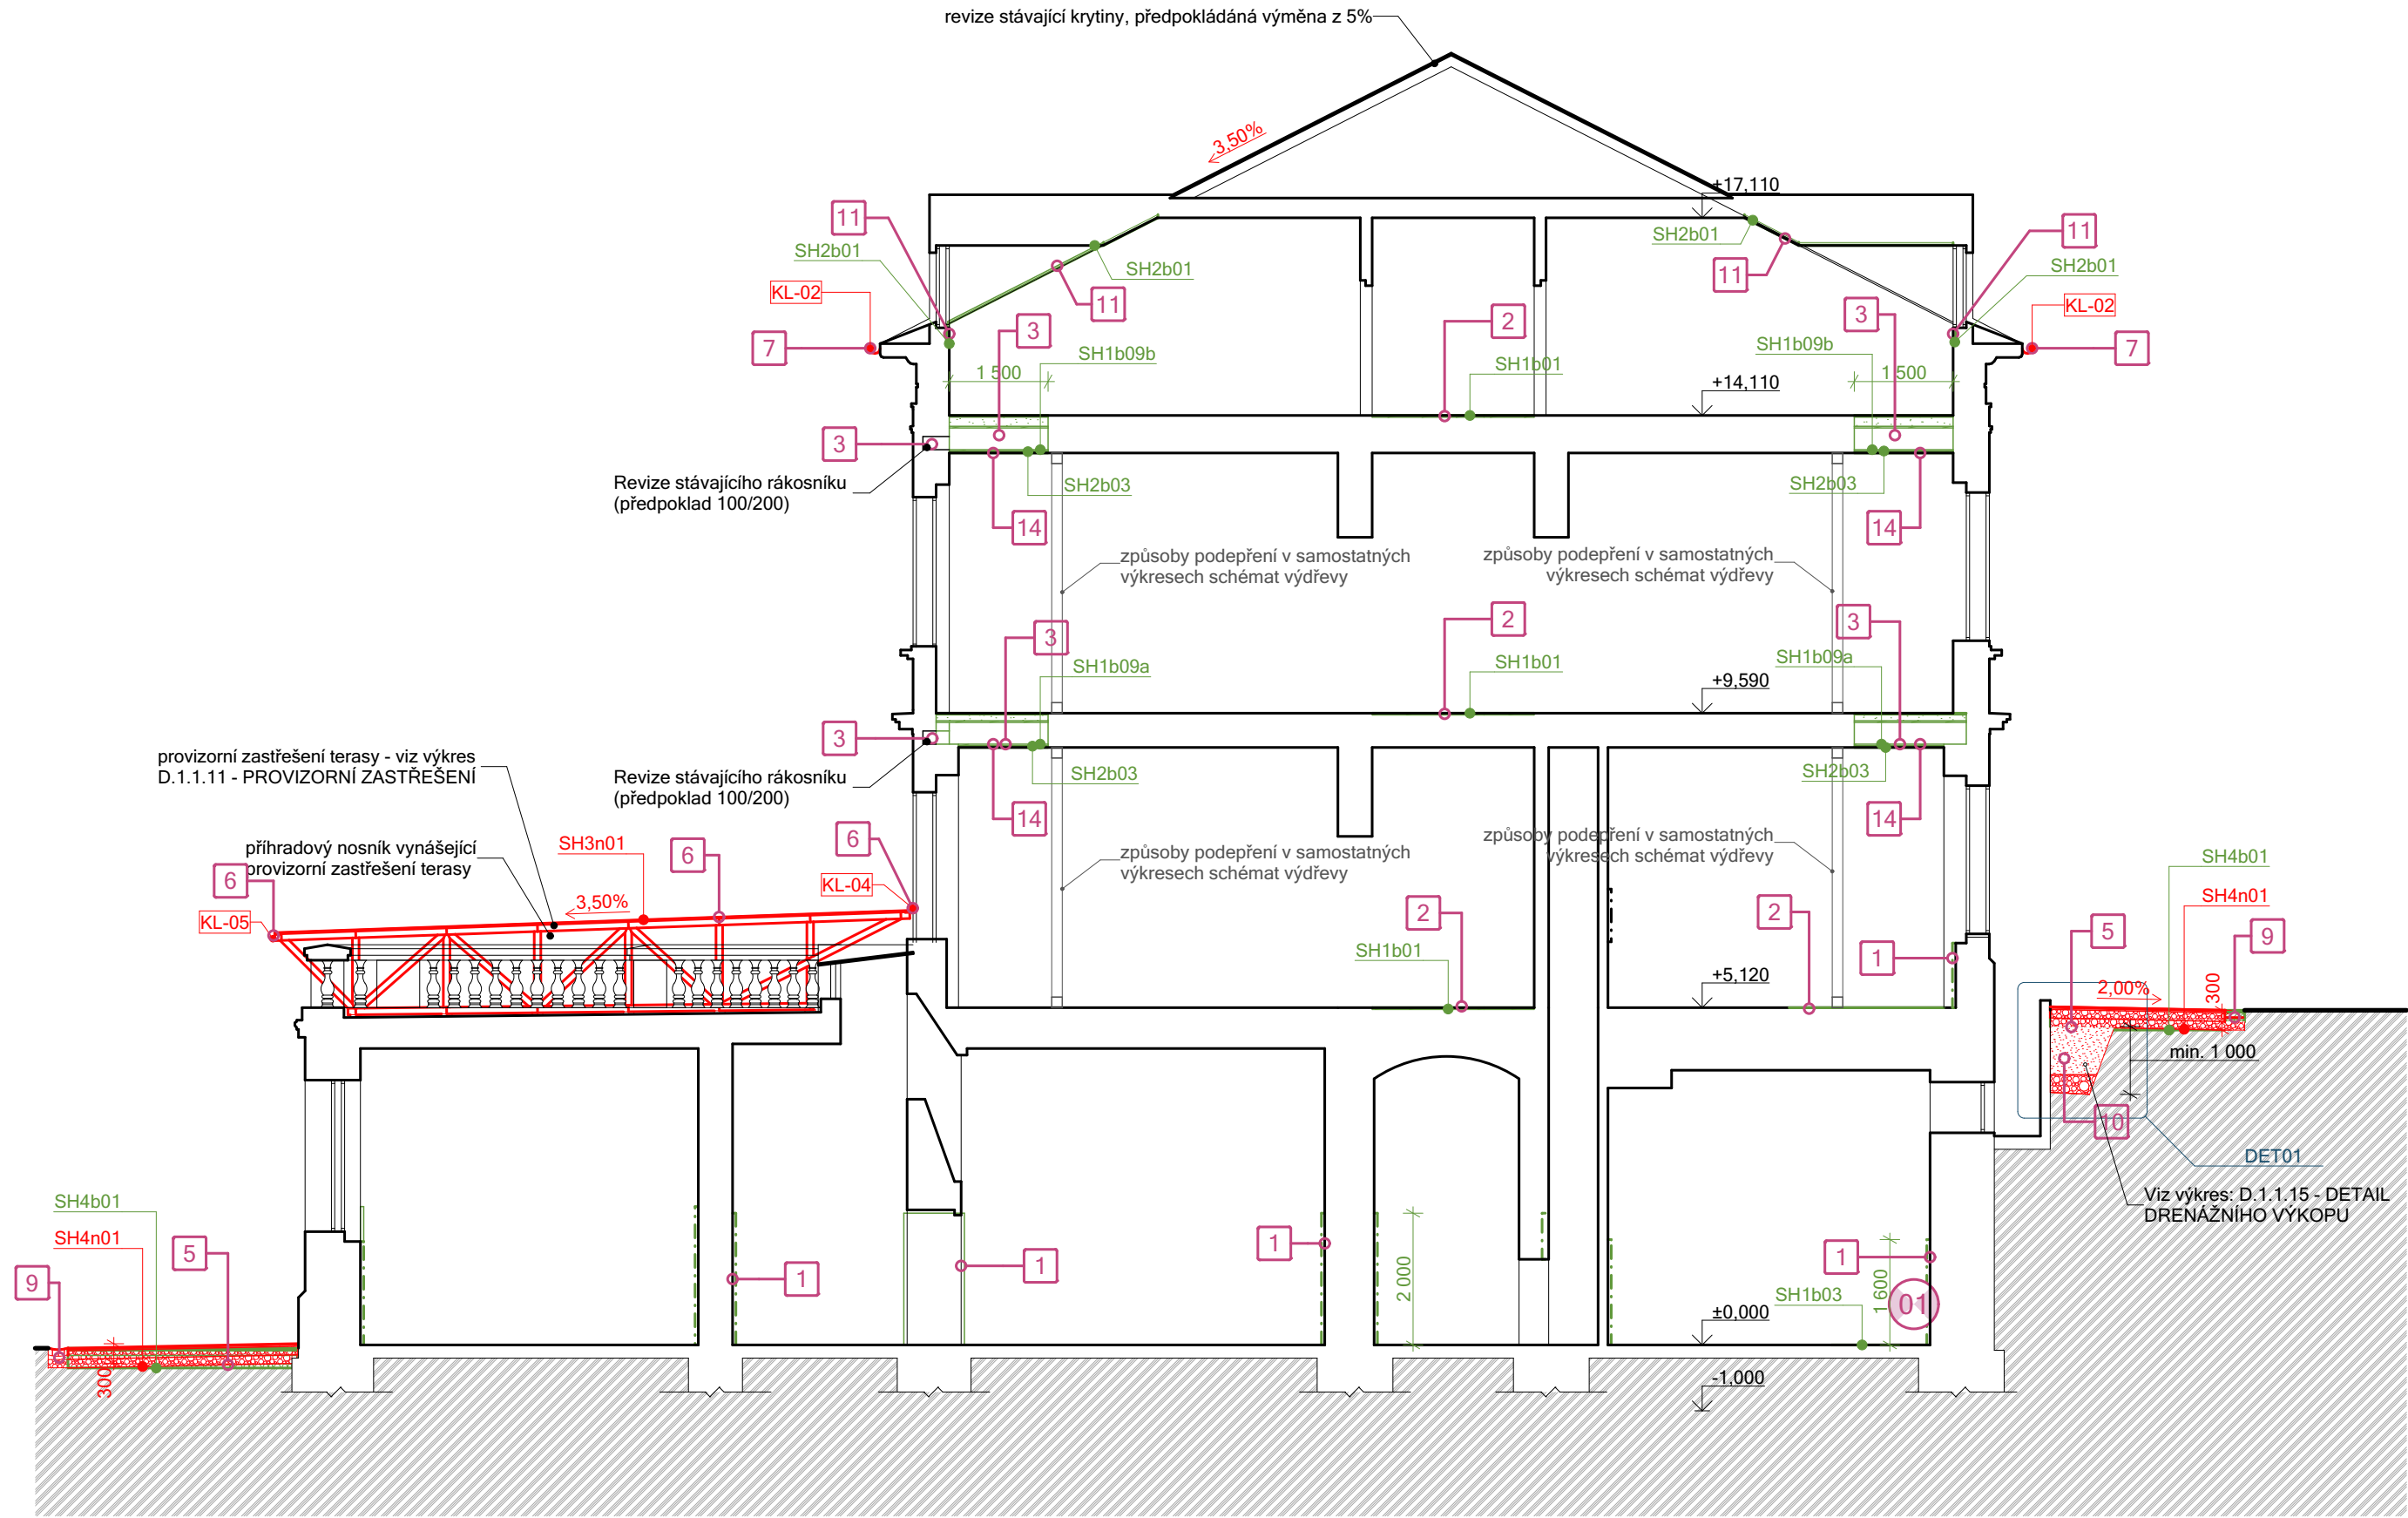 revize stávající krytiny, předpokládáná výměna z 5%
3,50%
+17,110
11
SH2b01
SH2b01
11
KL-02
7
3
SH1b09b
1 500
2
SH1b01
SH2b01
11
11
SH2b01
3
KL-02
7
SH1b09b
1 500
+14,110
3
Revize stávajícího rákosníku
(předpoklad 100/200)
SH2b03
14
SH2b03
14
způsoby podepření v samostatných
výkresech schémat výdřevy
způsoby podepření v samostatných
výkresech schémat výdřevy
3
SH1b09a
2
SH1b01
3
SH1b09a
+9,590
3
Revize stávajícího rákosníku
(předpoklad 100/200)
SH2b03
14
SH2b03
14
provizorní zastřešení terasy - viz výkres
D.1.1.11 - PROVIZORNÍ ZASTŘEŠENÍ
příhradový nosník vynášející
provizorní zastřešení terasy
SH3n01
6
6
6
KL-04
KL-05
3,50%
způsoby podepření v samostatných
výkresech schémat výdřevy
způsoby podepření v samostatných
výkresech schémat výdřevy
2
SH1b01
2
1
+5,120
SH4b01
SH4n01
5
9
2,00%
300
min. 1 000
10
DET01
Viz výkres: D.1.1.15 - DETAIL
DRENÁŽNÍHO VÝKOPU
SH4b01
SH4n01
5
9
300
1
1
1
2 000
1
1 600
01
SH1b03
±0,000
-1,000